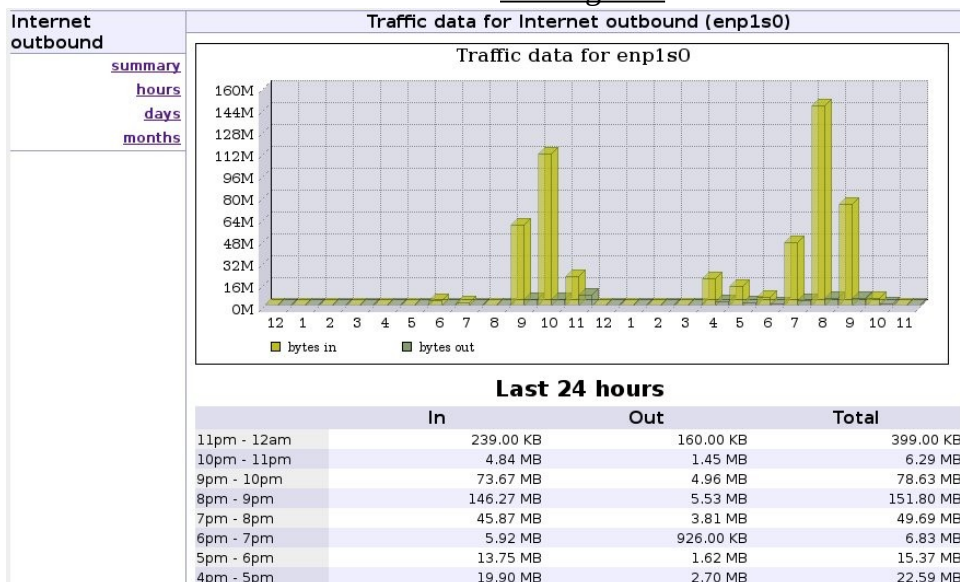 Internet outbound
summary
hours
days
months
Traffic data for Internet outbound (enp1s0)
Traffic data for enp1s0
160M
144M
128M
112M
96M
80M
64M
48M
32M
16M
0M
12 1 2 3 4 5 6 7 8 9 10 11 12 1 2 3 4 5 6 7 8 9 10 11
bytes in bytes out
Last 24 hours
In Out Total
11pm - 12am 239.00 KB 160.00 KB 399.00 KB
10pm - 11pm 4.84 MB 1.45 MB 6.29 MB
9pm - 10pm 73.67 MB 4.96 MB 78.63 MB
8pm - 9pm 146.27 MB 5.53 MB 151.80 MB
7pm - 8pm 45.87 MB 3.81 MB 49.69 MB
6pm - 7pm 5.92 MB 926.00 KB 6.83 MB
5pm - 6pm 13.75 MB 1.62 MB 15.37 MB
4pm - 5pm 19.90 MB 2.70 MB 22.59 MB